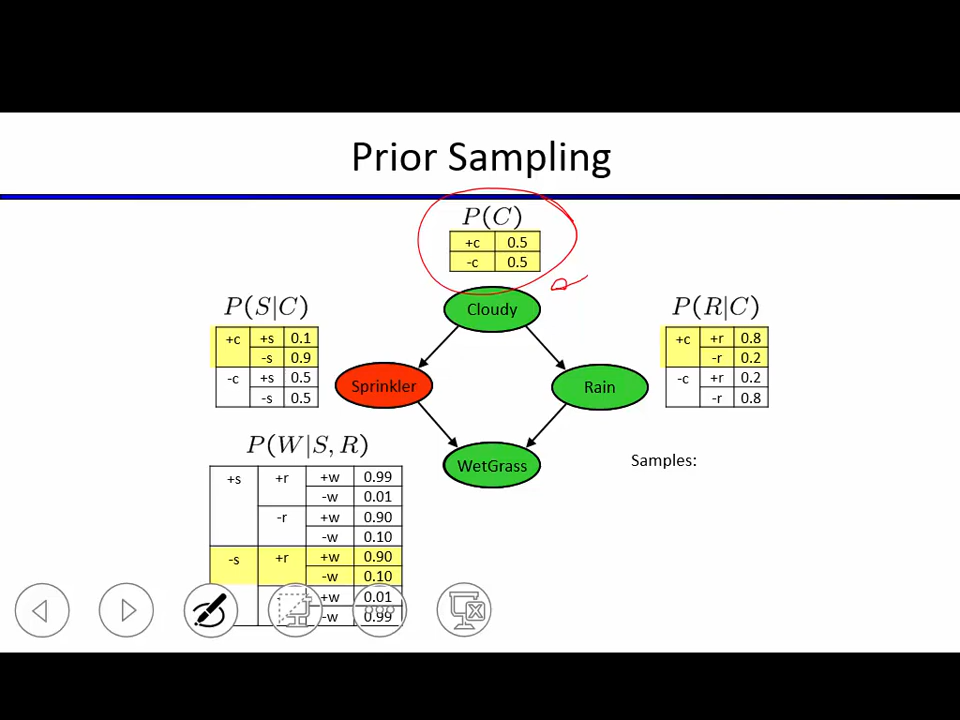 Prior Sampling
P(C)
+c 0.5
-c 0.5
Cloudy
P(S|C)
+c +s 0.1
-s 0.9
-c +s 0.5
-s 0.5
P(R|C)
+c +r 0.8
-r 0.2
-c +r 0.2
-r 0.8
Sprinkler
Rain
WetGrass
P(W|S, R)
+s +r +w 0.99
-w 0.01
-r +w 0.90
-w 0.10
-s +r +w 0.90
-w 0.10
+w 0.01
-w 0.99
Samples: